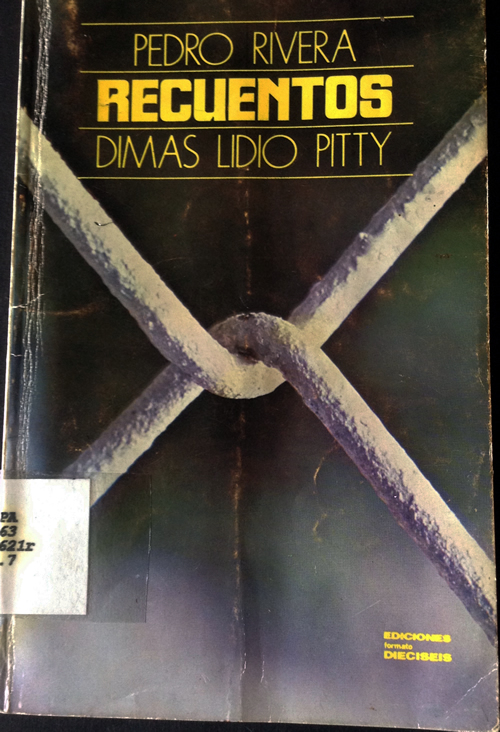 PEDRO RIVERA
RECUENTOS
DIMAS LIDIO PITTY
PA
63
621r
.7
EDICIONES
formato
DIECISEIS